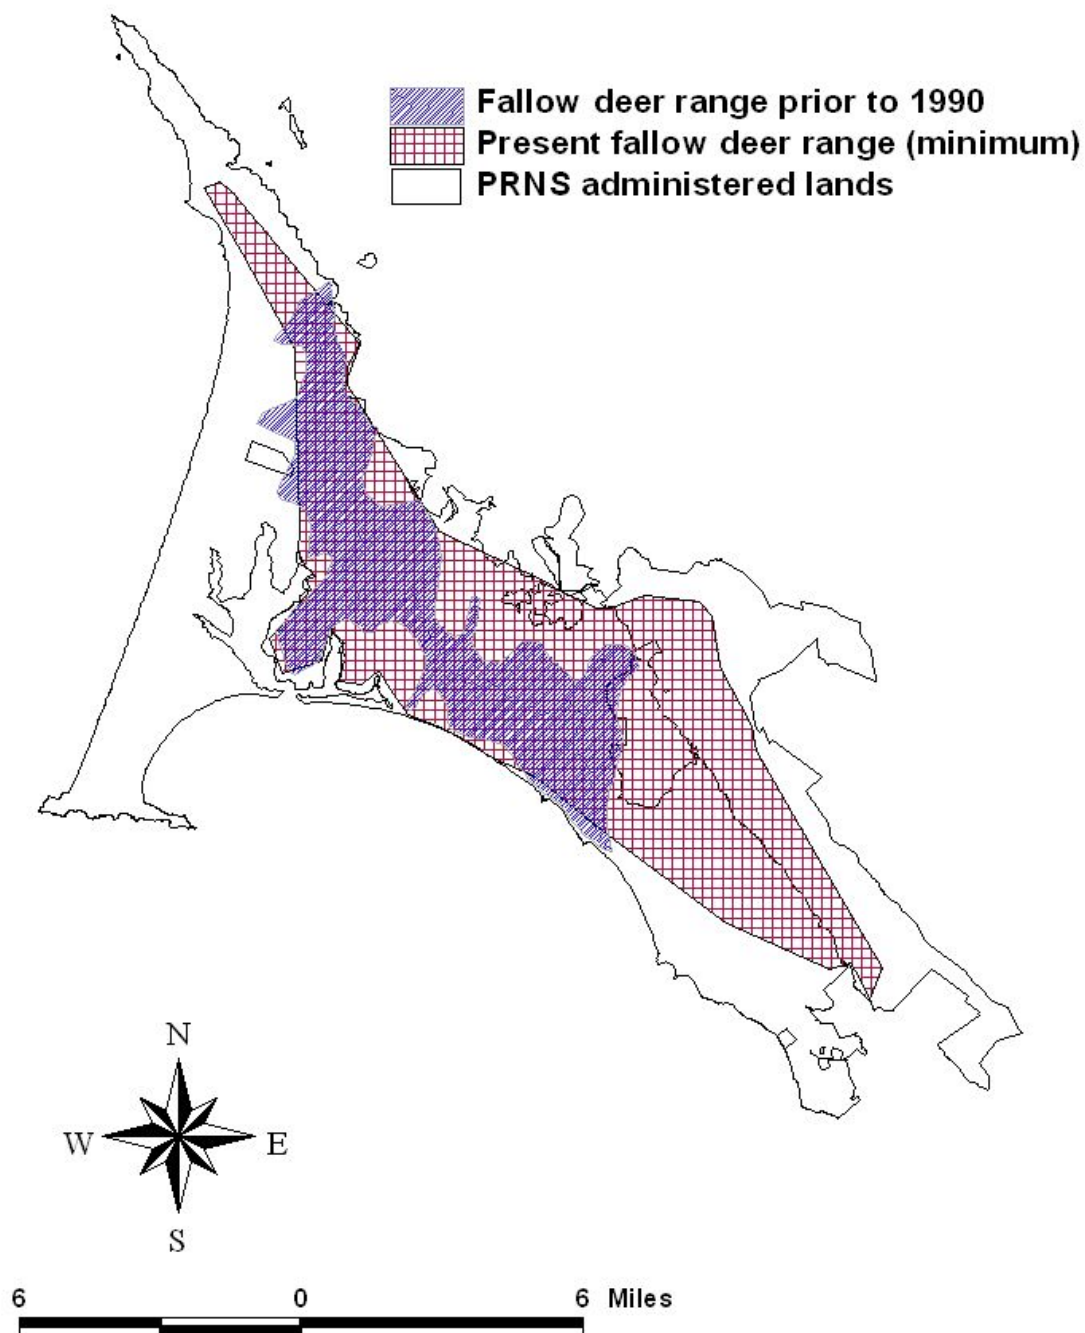 Fallow deer range prior to 1990
Present fallow deer range (minimum)
PRNS administered lands
N
W E
S
6 0 6 Miles